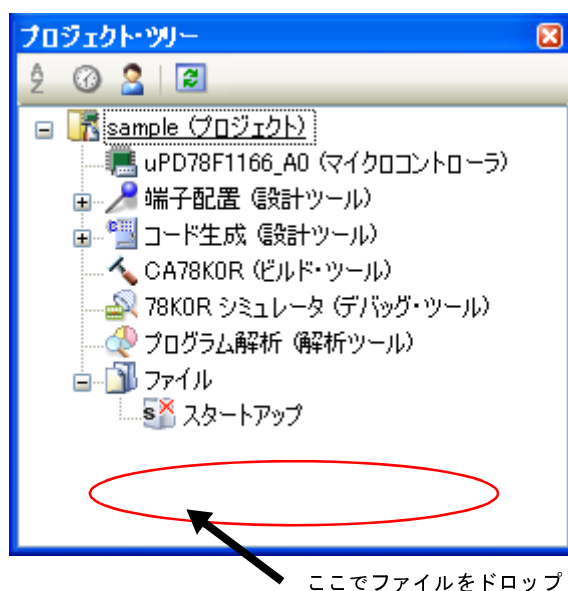 プロジェクト・ツリー
sample (プロジェクト)
uPD78F1166_A0 (マイクロコントローラ)
端子配置 (設計ツール)
コード生成 (設計ツール)
CA78K0R (ビルド・ツール)
78K0R シミュレータ (デバッグ・ツール)
プログラム解析 (解析ツール)
ファイル
スタートアップ
ここでファイルをドロップ